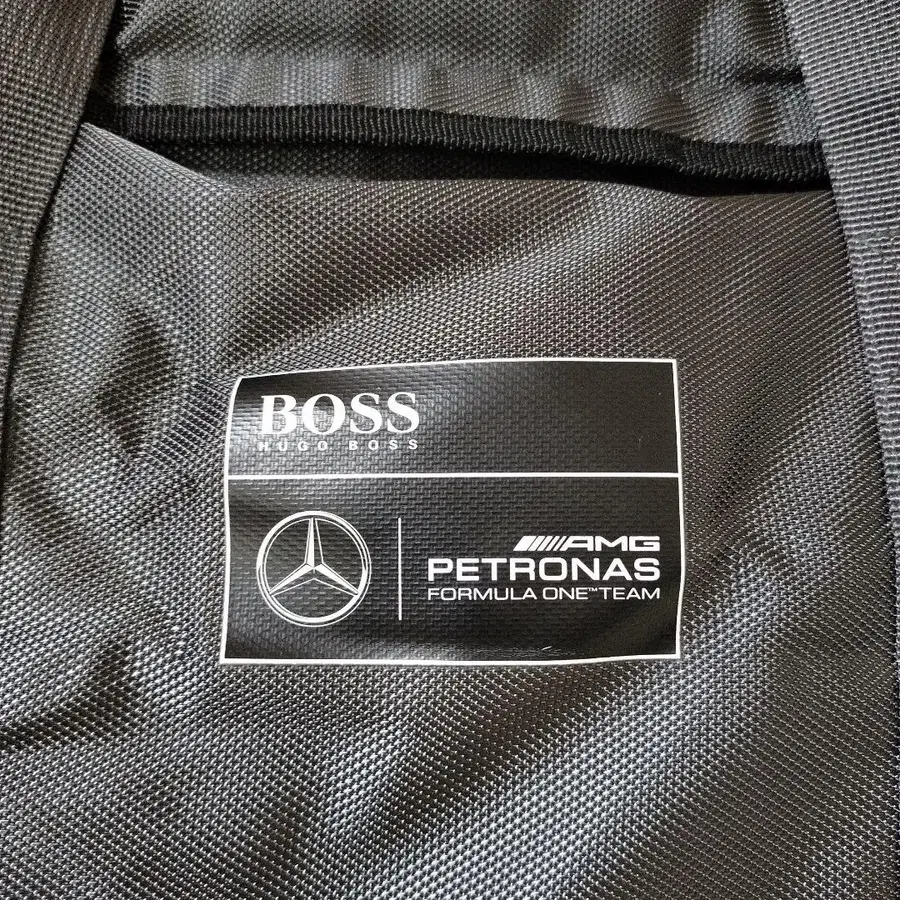 BOSS
HUGO BOSS
AMG
PETRONAS
FORMULA ONE™ TEAM